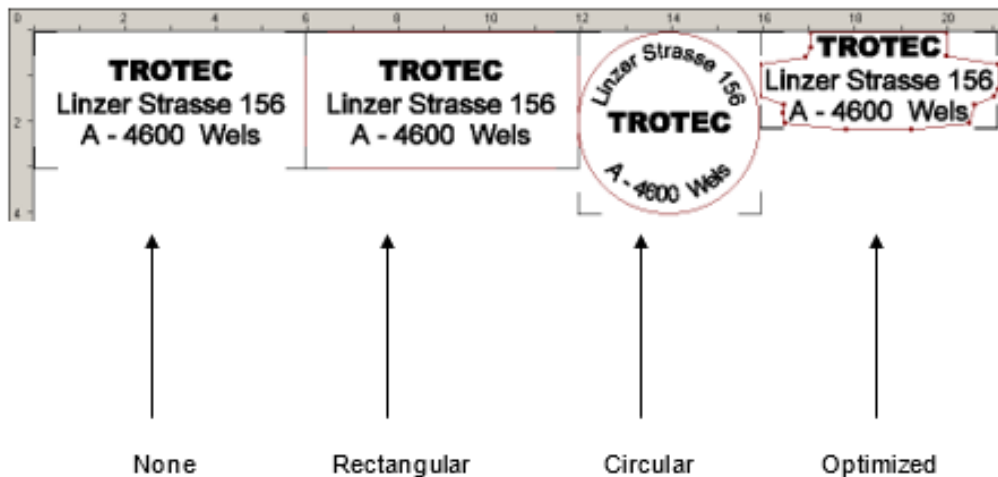 0 2 4 6 8 10 12 14 16 18 20
2
4
TROTEC
Linzer Strasse 156
A - 4600 Wels
TROTEC
Linzer Strasse 156
A - 4600 Wels
Linzer Strasse 156
TROTEC
A - 4600 Wels
TROTEC
Linzer Strasse 156
A - 4600 Wels
None Rectangular Circular Optimized